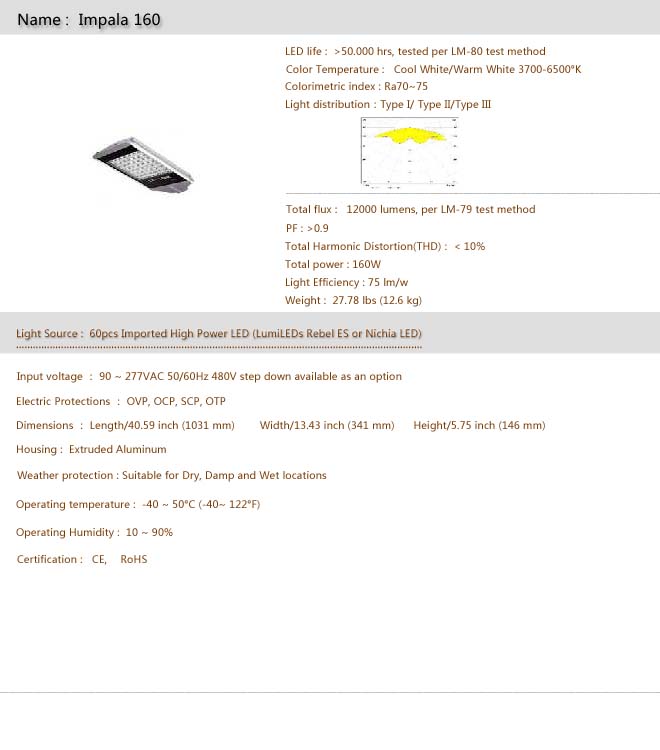 Name : Impala 160
LED life : >50.000 hrs, tested per LM-80 test method
Color Temperature : Cool White/Warm White 3700-6500°K
Colorimetric index : Ra70~75
Light distribution : Type I/ Type II/Type III
Total flux : 12000 lumens, per LM-79 test method
PF : >0.9
Total Harmonic Distortion(THD) : < 10%
Total power : 160W
Light Efficiency : 75 lm/w
Weight : 27.78 lbs (12.6 kg)
Light Source : 60pcs Imported High Power LED (LumiLEDs Rebel ES or Nichia LED)
Input voltage : 90 ~ 277VAC 50/60Hz 480V step down available as an option
Electric Protections : OVP, OCP, SCP, OTP
Dimensions : Length/40.59 inch (1031 mm) Width/13.43 inch (341 mm) Height/5.75 inch (146 mm)
Housing : Extruded Aluminum
Weather protection : Suitable for Dry, Damp and Wet locations
Operating temperature : -40 ~ 50°C (-40~ 122°F)
Operating Humidity : 10 ~ 90%
Certification : CE, RoHS